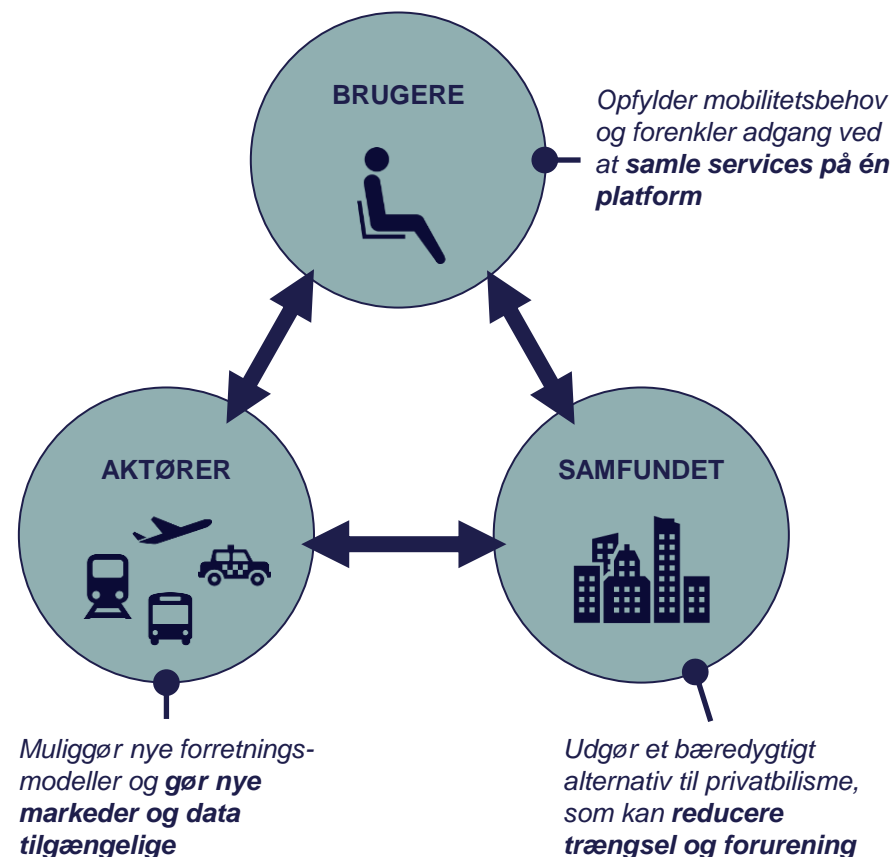 BRUGERE
Opfylder mobilitetsbehov
og forenkler adgang ved
at samle services på én
platform
AKTØRER
SAMFUNDET
Muliggør nye forretnings-
modeller og gør nye
markeder og data
tilgængelige
Udgør et bæredygtigt
alternativ til privatbilisme,
som kan reducere
trængsel og forurening